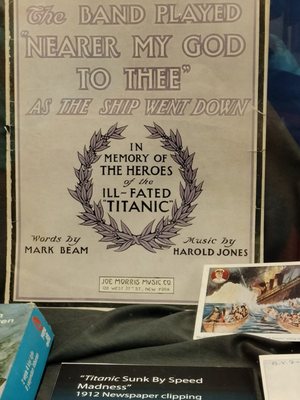 The BAND PLAYED
"NEARER MY GOD
TO THEE"
AS THE SHIP WENT DOWN
IN
MEMORY OF
THE HEROES
of the
ILL-FATED
"TITANIC"
Words by
MARK BEAM
Music by
HAROLD JONES
JOE MORRIS MUSIC CO.
NEW YORK
"Titanic Sunk By Speed
Madness"
1912 Newspaper clipping